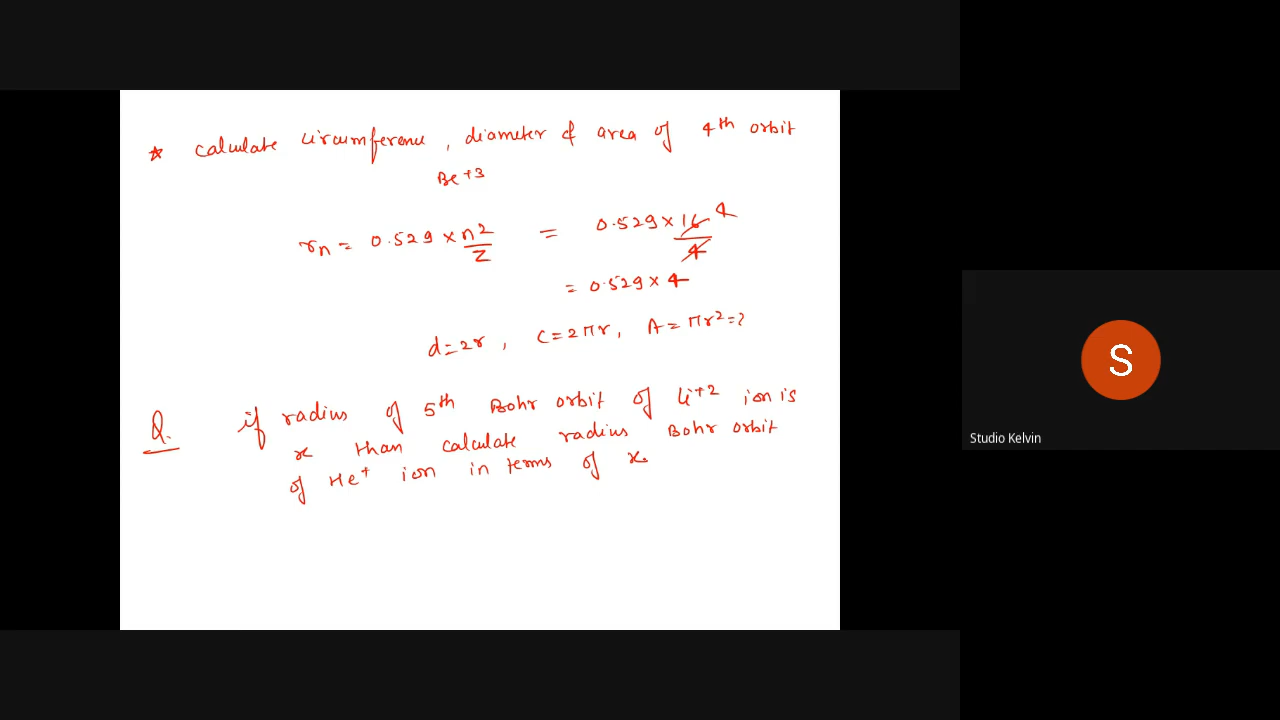 * calculate circumference, diameter & area of 4th orbit
Be+3
rn = 0.529 × n2/Z = 0.529 × 16/4 4
= 0.529 × 4
d=2r, C=2πr, A=πr2=?
Q. if radius of 5th Bohr orbit of Li+2 ion is
x than calculate radius Bohr orbit
of He+ ion in terms of x.
S
Studio Kelvin